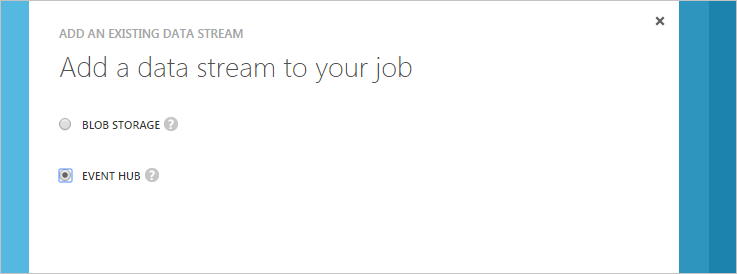 ADD AN EXISTING DATA STREAM
Add a data stream to your job
BLOB STORAGE ?
EVENT HUB ?